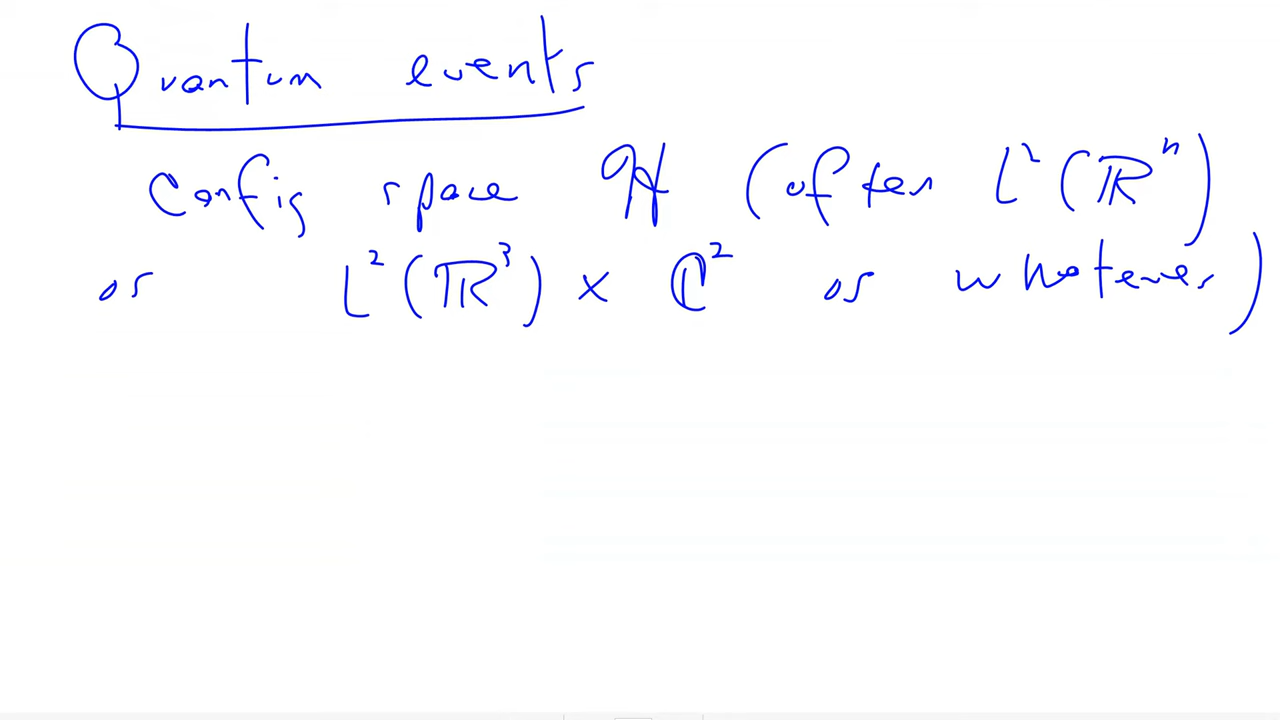 Quantum events
Config space ℋ (often L²(ℝⁿ)
or L²(ℝ³) × ℂ² or whatever)